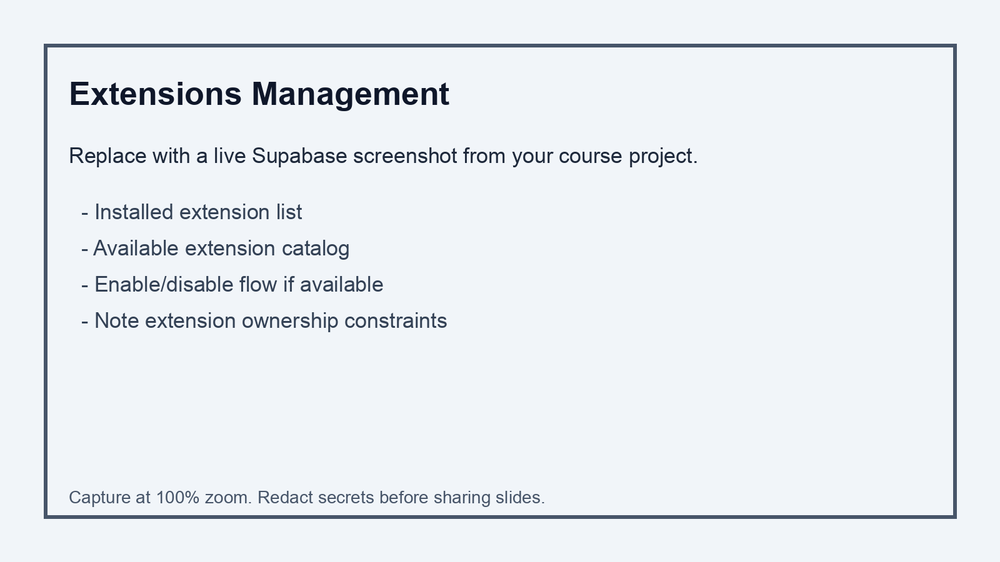 Extensions Management
Replace with a live Supabase screenshot from your course project.
- Installed extension list
- Available extension catalog
- Enable/disable flow if available
- Note extension ownership constraints
Capture at 100% zoom. Redact secrets before sharing slides.